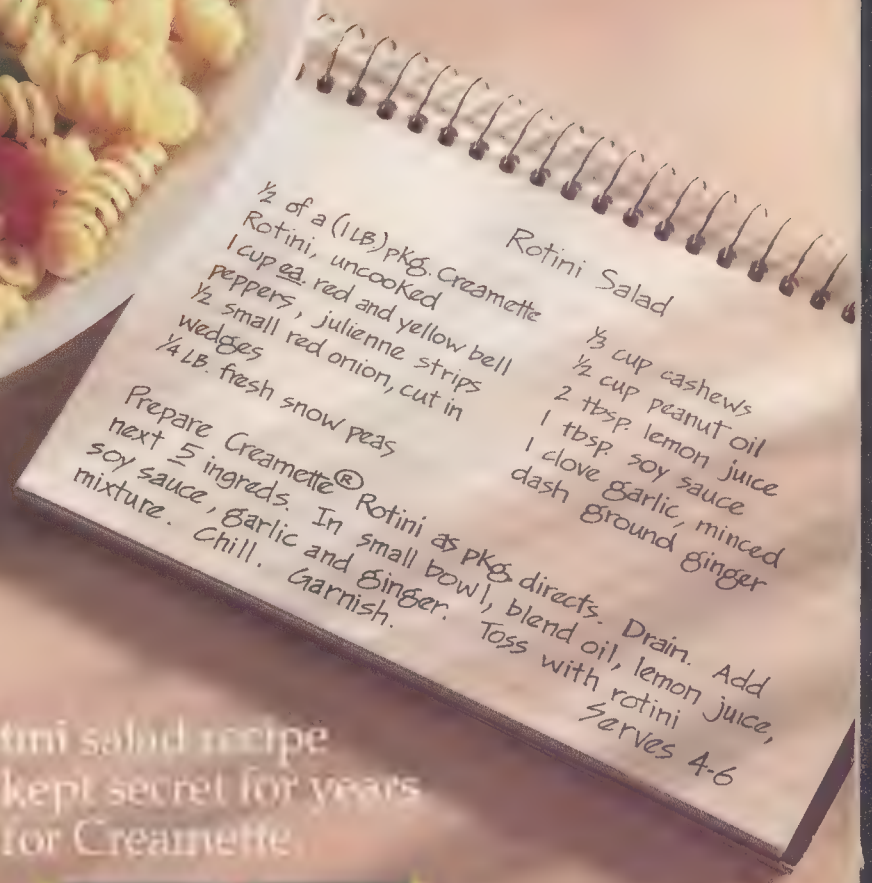 Rotini Salad
½ of a (1 LB.) pkg. Creamette
Rotini, uncooked
1 cup ea. red and yellow bell
peppers, julienne strips
½ small red onion, cut in
wedges
¼ LB. fresh snow peas
⅓ cup cashews
½ cup peanut oil
2 tbsp. lemon juice
1 tbsp. soy sauce
1 clove garlic, minced
dash ground ginger
Prepare Creamette® Rotini as pkg. directs. Drain. Add
next 5 ingreds. In small bowl, blend oil, lemon juice,
soy sauce, garlic and ginger. Toss with rotini
mixture. Chill. Garnish. Serves 4-6
salad recipe
kept secret for years
for Creamette